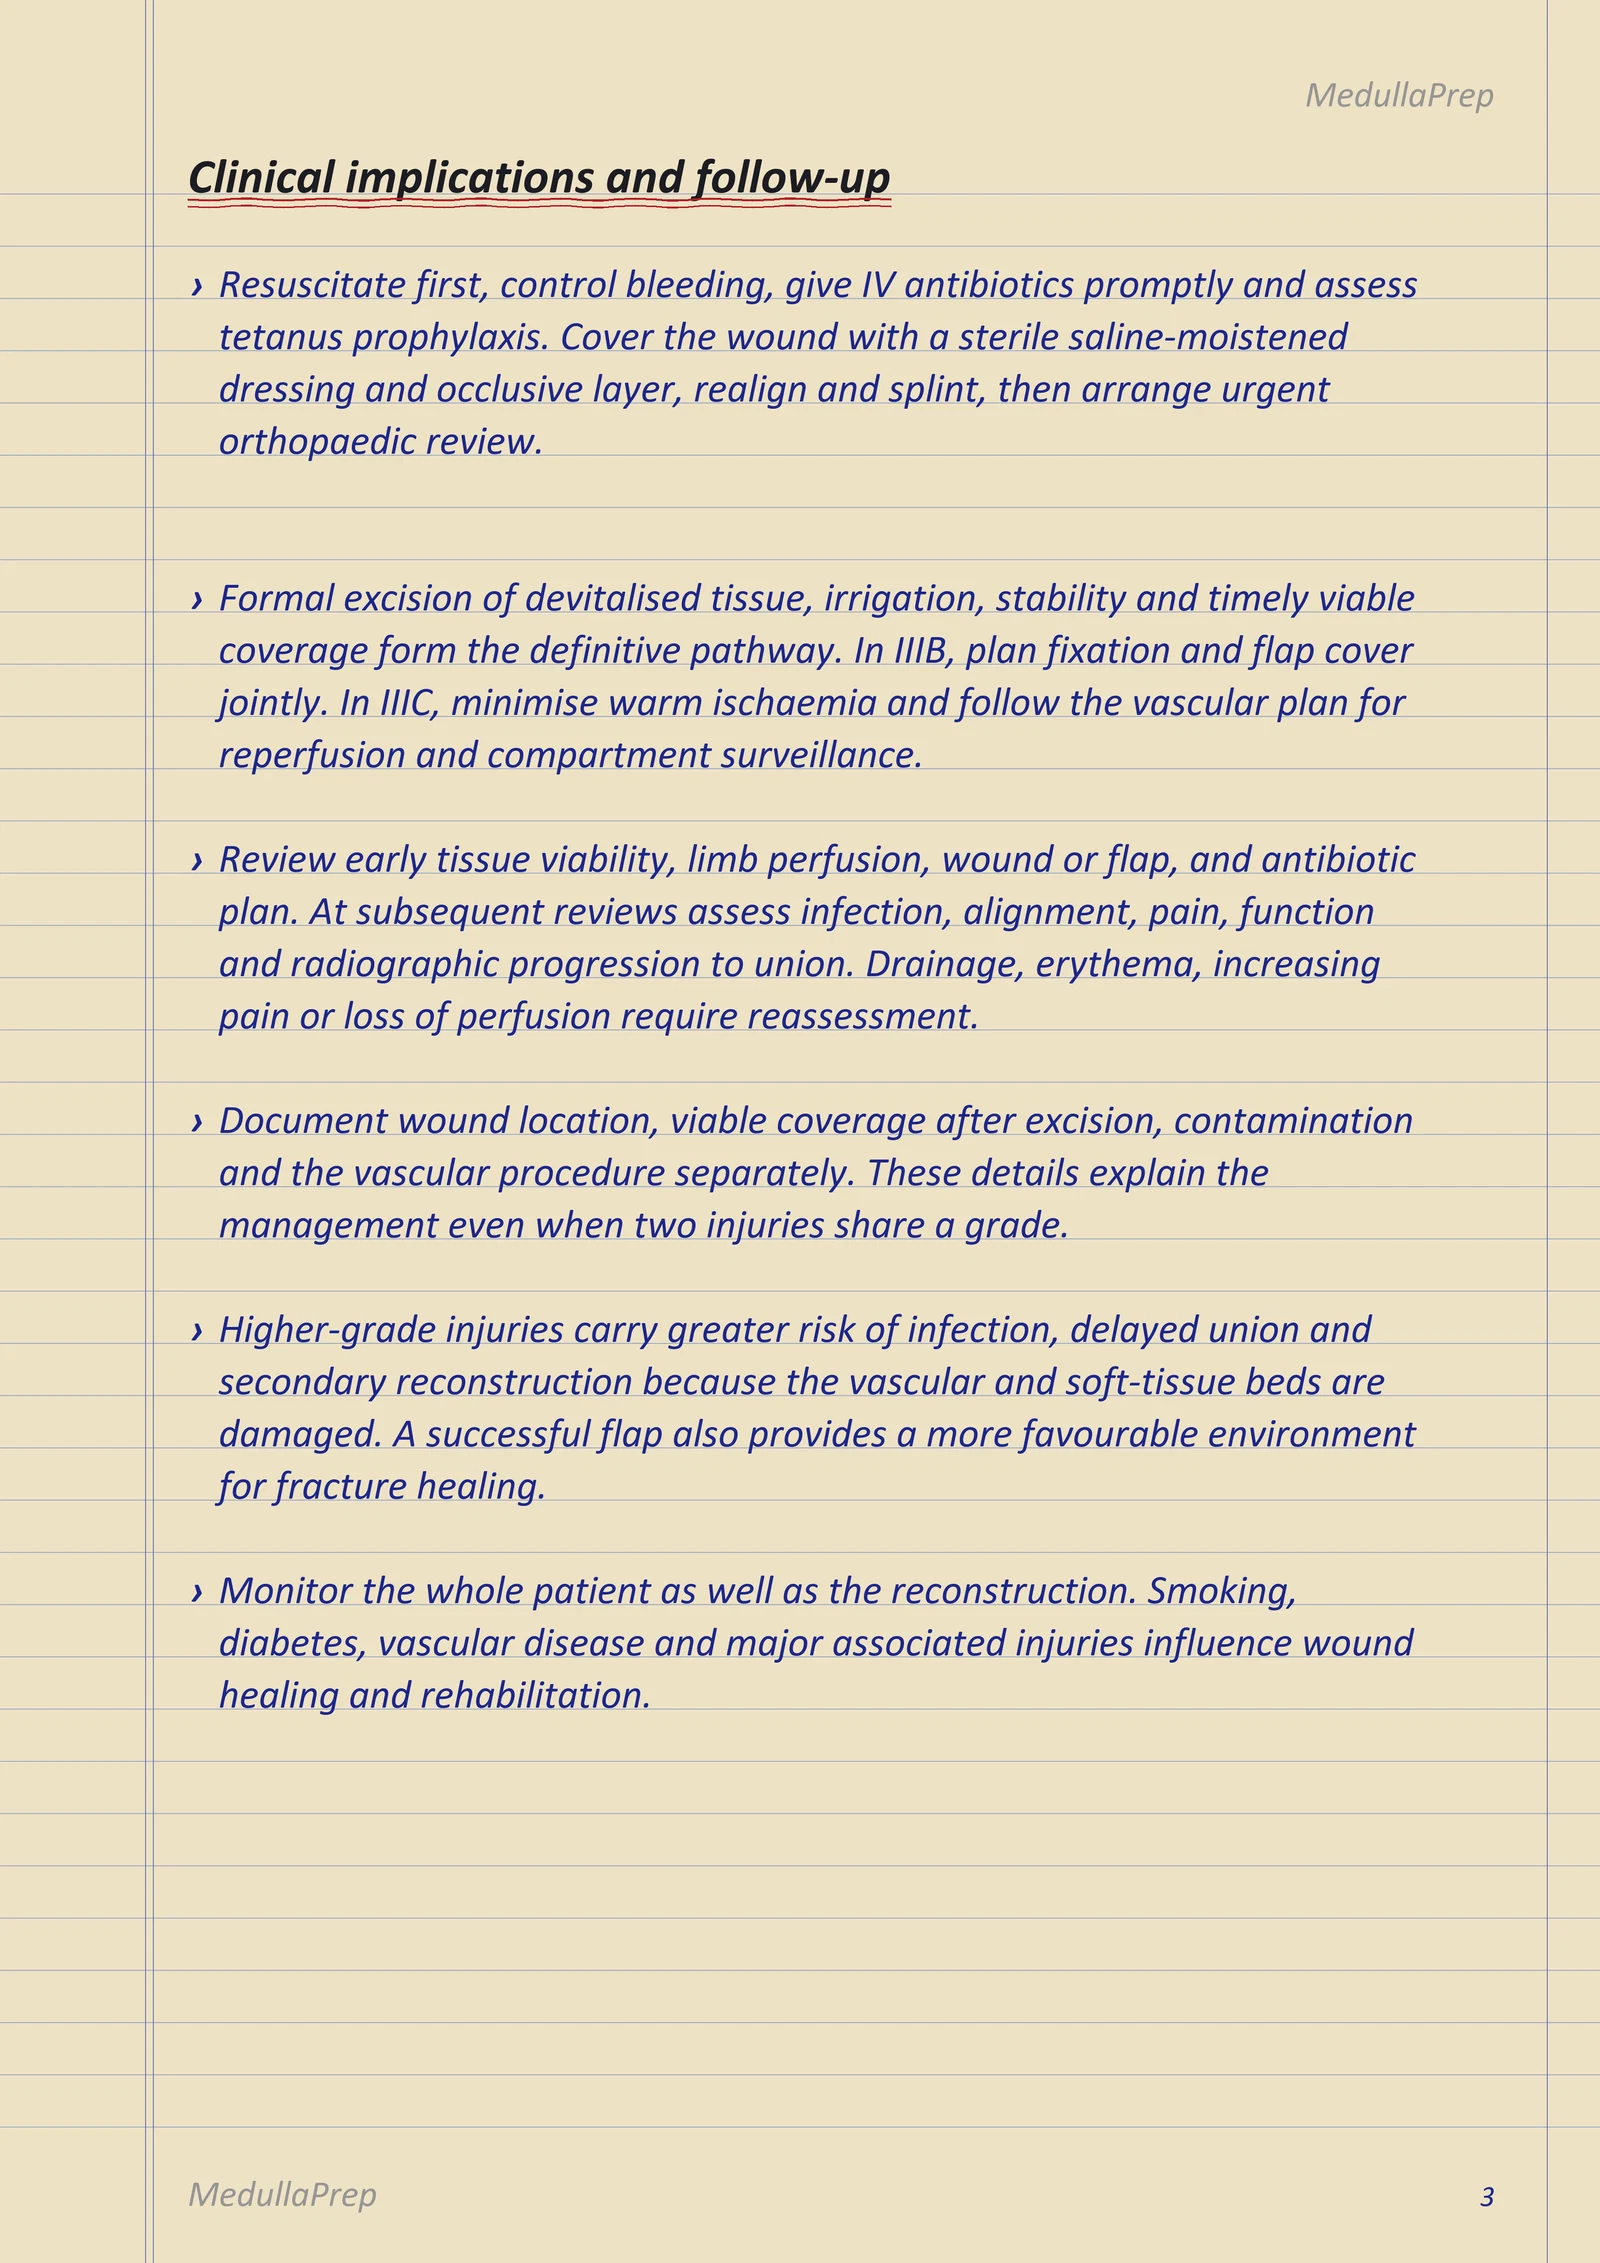 MedullaPrep
Clinical implications and follow-up
› Resuscitate first, control bleeding, give IV antibiotics promptly and assess
tetanus prophylaxis. Cover the wound with a sterile saline-moistened
dressing and occlusive layer, realign and splint, then arrange urgent
orthopaedic review.
› Formal excision of devitalised tissue, irrigation, stability and timely viable
coverage form the definitive pathway. In IIIB, plan fixation and flap cover
jointly. In IIIC, minimise warm ischaemia and follow the vascular plan for
reperfusion and compartment surveillance.
› Review early tissue viability, limb perfusion, wound or flap, and antibiotic
plan. At subsequent reviews assess infection, alignment, pain, function
and radiographic progression to union. Drainage, erythema, increasing
pain or loss of perfusion require reassessment.
› Document wound location, viable coverage after excision, contamination
and the vascular procedure separately. These details explain the
management even when two injuries share a grade.
› Higher-grade injuries carry greater risk of infection, delayed union and
secondary reconstruction because the vascular and soft-tissue beds are
damaged. A successful flap also provides a more favourable environment
for fracture healing.
› Monitor the whole patient as well as the reconstruction. Smoking,
diabetes, vascular disease and major associated injuries influence wound
healing and rehabilitation.
MedullaPrep
3